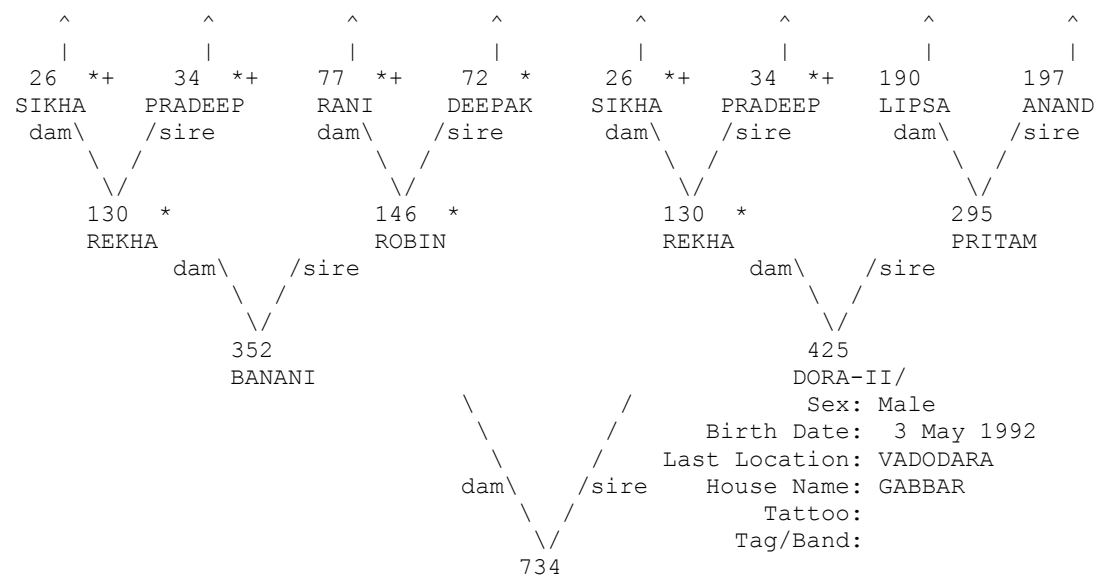 ^ ^ ^ ^ ^ ^ ^ ^
| | | | | | | |
26 *+ 34 *+ 77 *+ 72 * 26 *+ 34 *+ 190 197
SIKHA PRADEEP RANI DEEPAK SIKHA PRADEEP LIPSA ANAND
dam\ /sire dam\ /sire dam\ /sire dam\ /sire
\ / \ / \ / \ /
\/ \/ \/ \/
130 * 146 * 130 * 295
REKHA ROBIN REKHA PRITAM
dam\ /sire dam\ /sire
\ / \ /
\/ \/
352 425
BANANI DORA-II/
\ / Sex: Male
\ / Birth Date: 3 May 1992
\ / Last Location: VADODARA
dam\ /sire House Name: GABBAR
\ / Tattoo:
\/ Tag/Band:
734